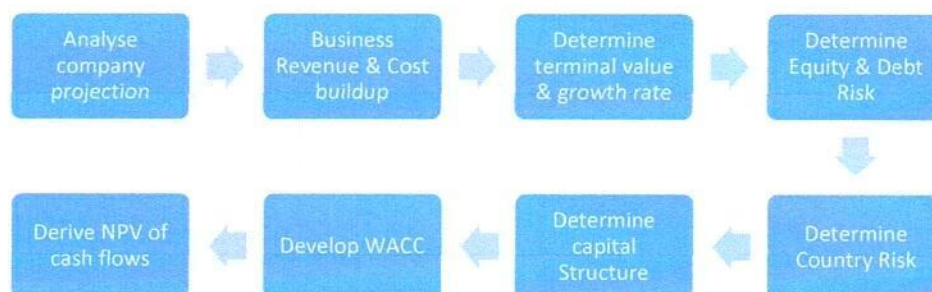 Analyse
company
projection
Business
Revenue & Cost
buildup
Determine
terminal value
& growth rate
Determine
Equity & Debt
Risk
Determine
Country Risk
Determine
capital
Structure
Develop WACC
Derive NPV of
cash flows